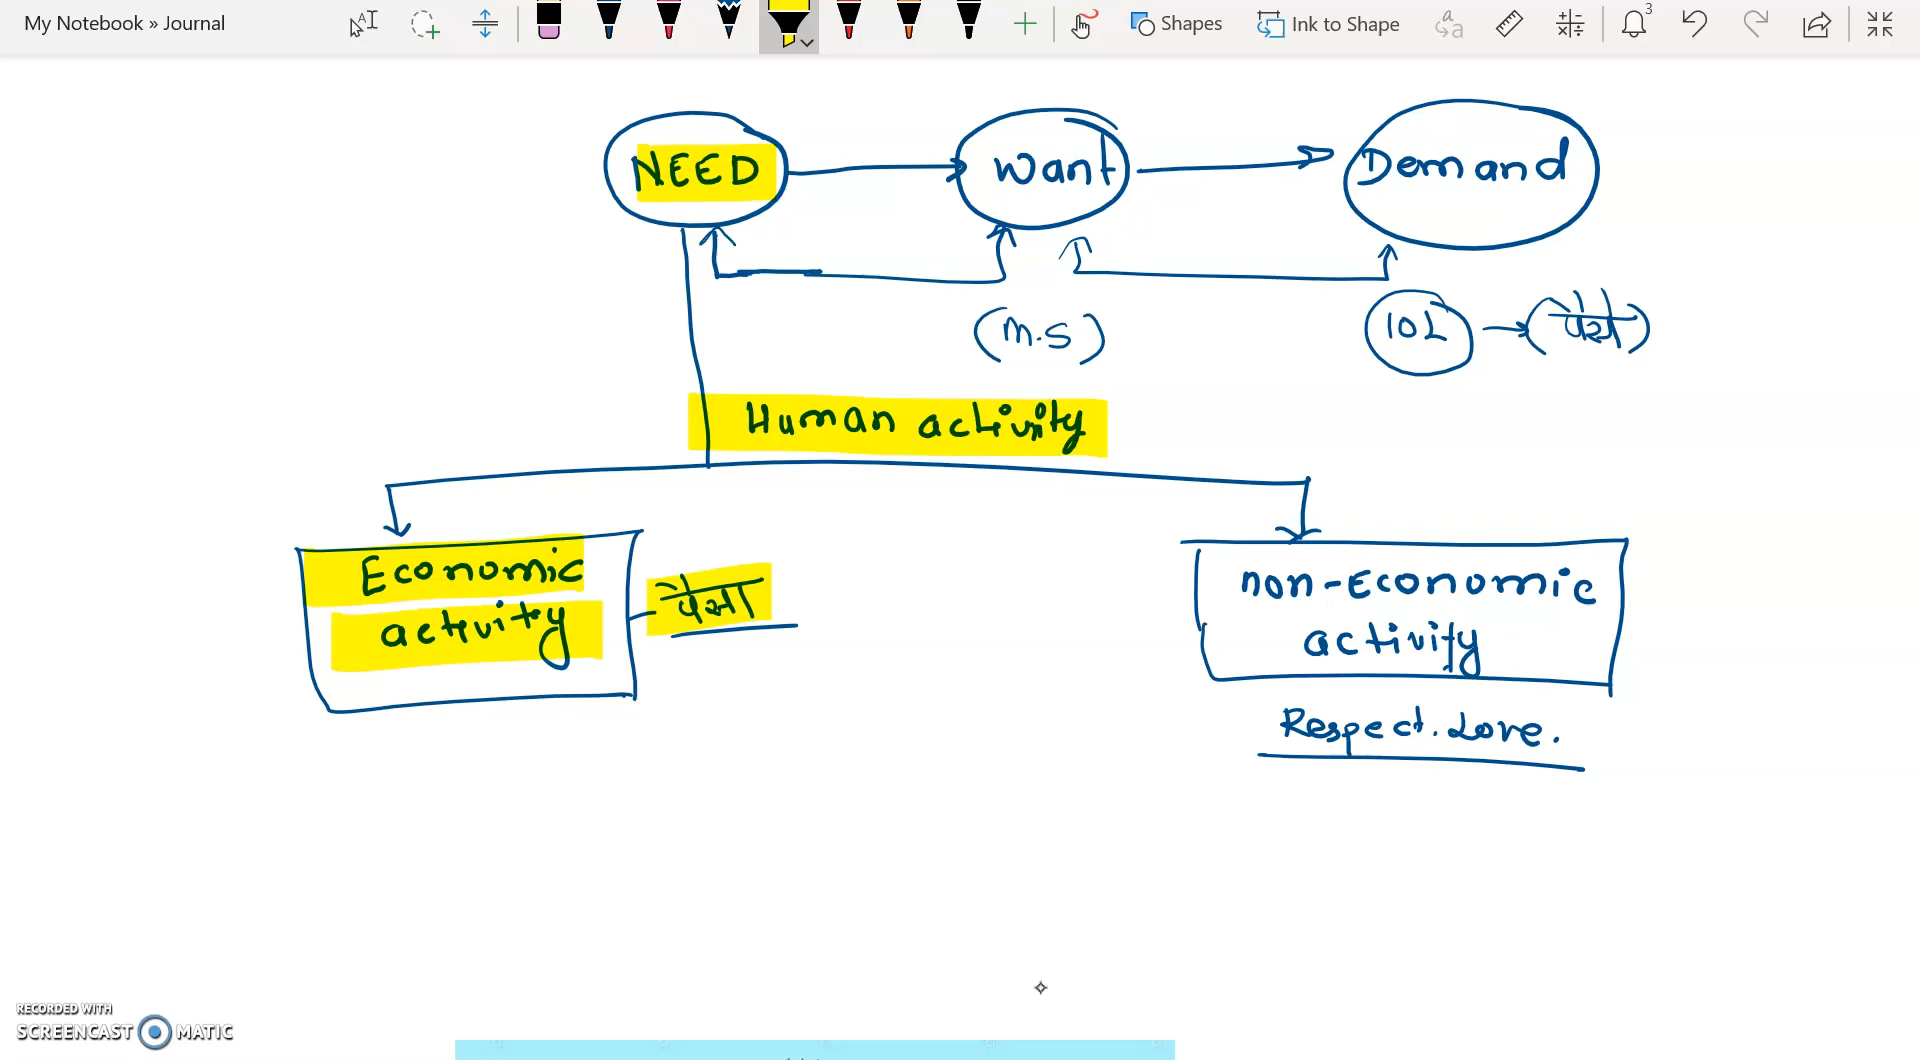 My Notebook » Journal
Shapes
Ink to Shape
3
NEED
Want
Demand
(M.S)
10L
(पैसा)
Human activity
Economic
activity
पैसा
non-Economic
activity
Respect. Love.
RECORDED WITH
SCREENCAST MATIC